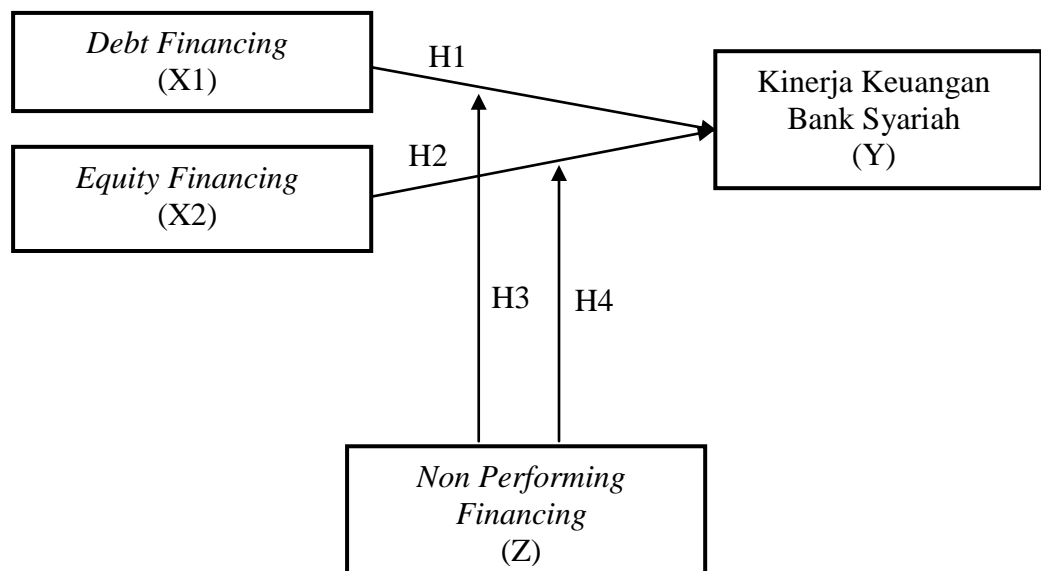 Debt Financing
(X1)
H1
Kinerja Keuangan
Bank Syariah
(Y)
H2
Equity Financing
(X2)
H3
H4
Non Performing
Financing
(Z)